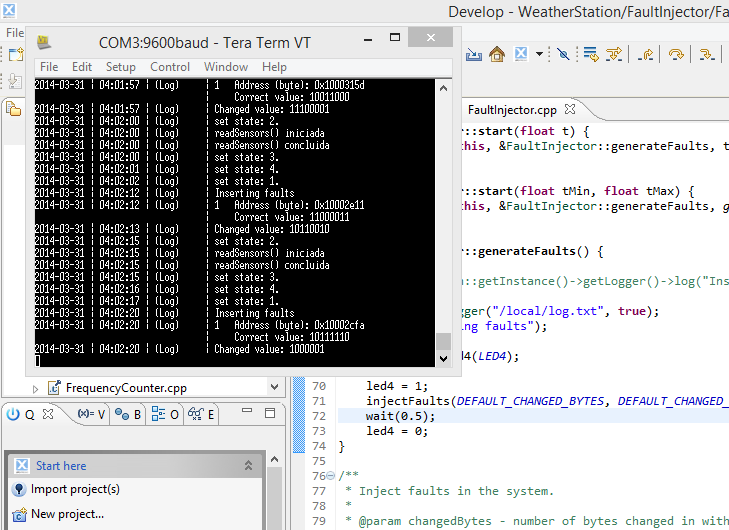 Develop - WeatherStation/FaultInjector/Fa
File
COM3:9600baud - Tera Term VT
File Edit Setup Control Window Help
2014-03-31 ¦ 04:01:57 ¦ (Log) ¦ 1 Address (byte): 0x1000315d
¦ Correct value: 10011000
2014-03-31 ¦ 04:01:57 ¦ (Log) ¦ Changed value: 11100001
2014-03-31 ¦ 04:02:00 ¦ (Log) ¦ set state: 2.
2014-03-31 ¦ 04:02:00 ¦ (Log) ¦ readSensors() iniciada
2014-03-31 ¦ 04:02:00 ¦ (Log) ¦ readSensors() concluida
2014-03-31 ¦ 04:02:00 ¦ (Log) ¦ set state: 3.
2014-03-31 ¦ 04:02:01 ¦ (Log) ¦ set state: 4.
2014-03-31 ¦ 04:02:02 ¦ (Log) ¦ set state: 1.
2014-03-31 ¦ 04:02:12 ¦ (Log) ¦ Inserting faults
2014-03-31 ¦ 04:02:12 ¦ (Log) ¦ 1 Address (byte): 0x10002e11
¦ Correct value: 11000011
2014-03-31 ¦ 04:02:13 ¦ (Log) ¦ Changed value: 10110010
2014-03-31 ¦ 04:02:15 ¦ (Log) ¦ set state: 2.
2014-03-31 ¦ 04:02:15 ¦ (Log) ¦ readSensors() iniciada
2014-03-31 ¦ 04:02:15 ¦ (Log) ¦ readSensors() concluida
2014-03-31 ¦ 04:02:15 ¦ (Log) ¦ set state: 3.
2014-03-31 ¦ 04:02:16 ¦ (Log) ¦ set state: 4.
2014-03-31 ¦ 04:02:17 ¦ (Log) ¦ set state: 1.
2014-03-31 ¦ 04:02:20 ¦ (Log) ¦ Inserting faults
2014-03-31 ¦ 04:02:20 ¦ (Log) ¦ 1 Address (byte): 0x10002cfa
¦ Correct value: 10111110
2014-03-31 ¦ 04:02:20 ¦ (Log) ¦ Changed value: 1000001
FaultInjector.cpp
r::start(float t) {
this, &FaultInjector::generateFaults, t
r::start(float tMin, float tMax) {
this, &FaultInjector::generateFaults, g
r::generateFaults() {
n::getInstance()->getLogger()->log("Ins
gger("/local/log.txt", true);
ing faults");
d4(LED4);
70 led4 = 1;
71 injectFaults(DEFAULT_CHANGED_BYTES, DEFAULT_CHANGED_
72 wait(0.5);
73 led4 = 0;
74 }
75
76 /**
77 * Inject faults in the system.
78 *
79 * @param changedBytes - number of bytes changed in with
FrequencyCounter.cpp
Q (x)= V B O E
Start here
Import project(s)
New project...